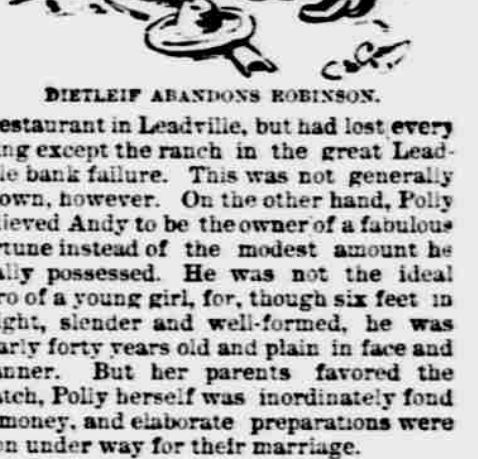 DIETLEIF ABANDONS ROBINSON.
estaurant in Leadville, but had lost every
ng except the ranch in the great Lead-
le bank failure. This was not generally
own, however. On the other hand, Polly
lieved Andy to be the owner of a fabulous
rtune instead of the modest amount he
ally possessed. He was not the ideal
ro of a young girl, for, though six feet in
ight, slender and well-formed, he was
arly forty years old and plain in face and
anner. But her parents favored the
atch, Polly herself was inordinately fond
money, and elaborate preparations were
on under way for their marriage.